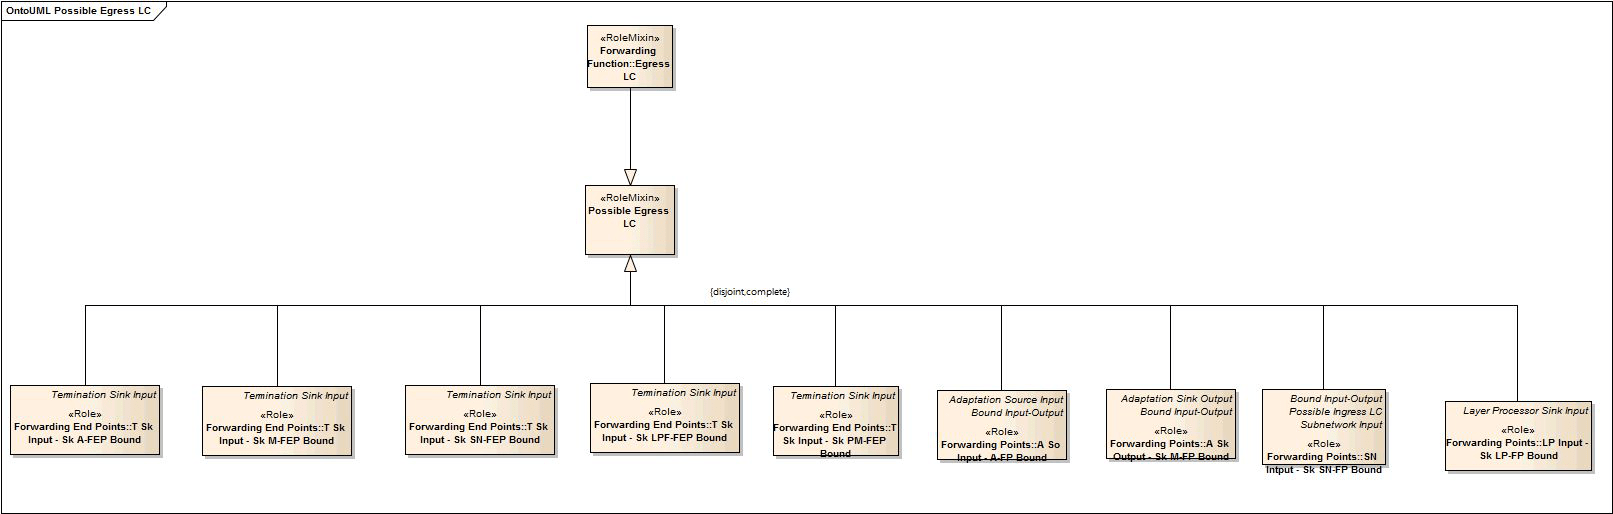 OntoUML Possible Egress LC
«RoleMixin»
Forwarding
Function::Egress
LC
«RoleMixin»
Possible Egress
LC
{disjoint,complete}
Termination Sink Input
«Role»
Forwarding End Points::T Sk
Input - Sk A-FEP Bound
Termination Sink Input
«Role»
Forwarding End Points::T Sk
Input - Sk M-FEP Bound
Termination Sink Input
«Role»
Forwarding End Points::T Sk
Input - Sk SN-FEP Bound
Termination Sink Input
«Role»
Forwarding End Points::T Sk
Input - Sk LPF-FEP Bound
Termination Sink Input
«Role»
Forwarding End Points::T
Sk Input - Sk PM-FEP
Bound
Adaptation Source Input
Bound Input-Output
«Role»
Forwarding Points::A So
Input - A-FP Bound
Adaptation Sink Output
Bound Input-Output
«Role»
Forwarding Points::A Sk
Output - Sk M-FP Bound
Bound Input-Output
Possible Ingress LC
Subnetwork Input
«Role»
Forwarding Points::SN
Intput - Sk SN-FP Bound
Layer Processor Sink Input
«Role»
Forwarding Points::LP Input -
Sk LP-FP Bound